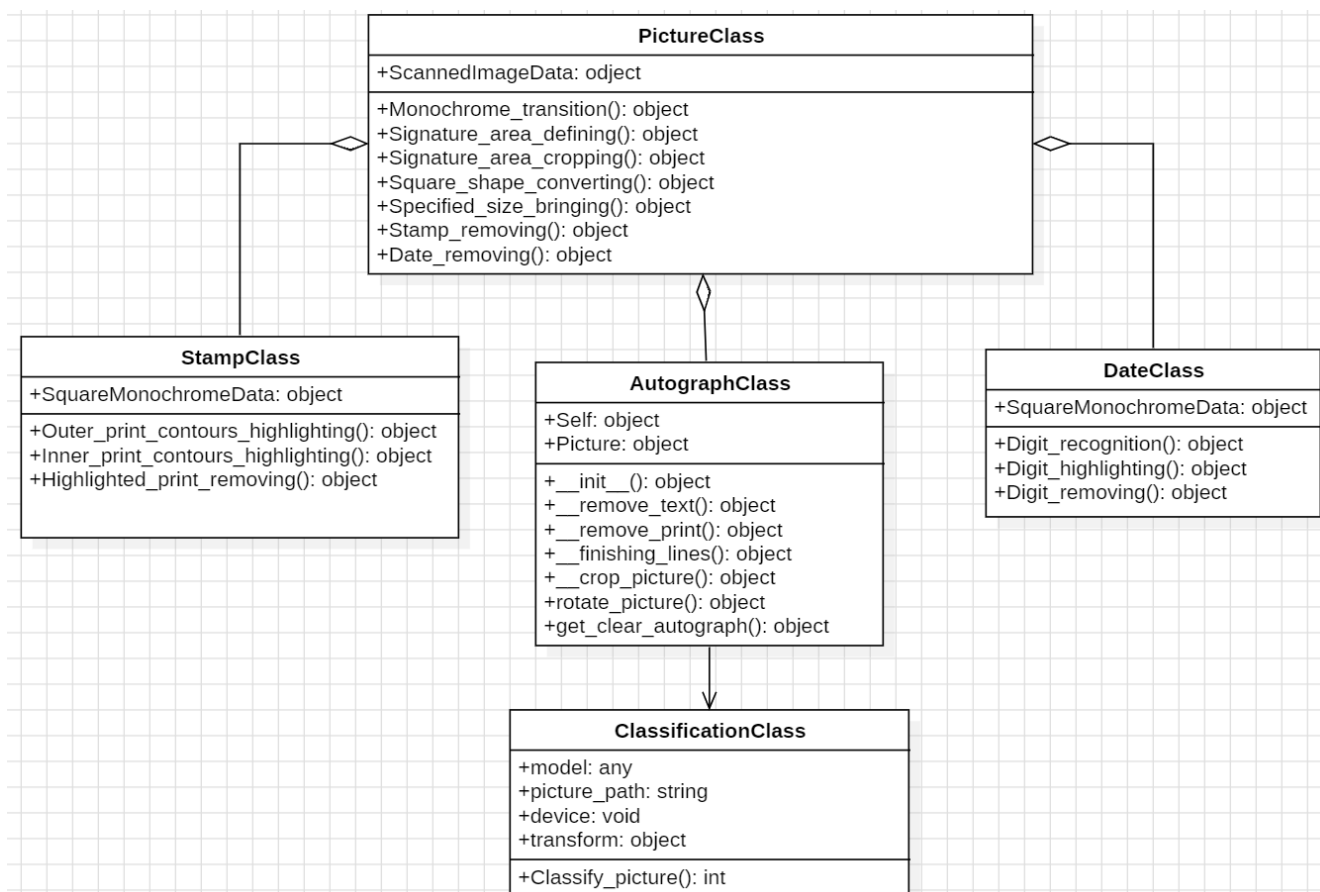 PictureClass
+ScannedImageData: odject
+Monochrome_transition(): object
+Signature_area_defining(): object
+Signature_area_cropping(): object
+Square_shape_converting(): object
+Specified_size_bringing(): object
+Stamp_removing(): object
+Date_removing(): object
StampClass
+SquareMonochromeData: object
+Outer_print_contours_highlighting(): object
+Inner_print_contours_highlighting(): object
+Highlighted_print_removing(): object
AutographClass
+Self: object
+Picture: object
+__init__(): object
+__remove_text(): object
+__remove_print(): object
+__finishing_lines(): object
+__crop_picture(): object
+rotate_picture(): object
+get_clear_autograph(): object
DateClass
+SquareMonochromeData: object
+Digit_recognition(): object
+Digit_highlighting(): object
+Digit_removing(): object
ClassificationClass
+model: any
+picture_path: string
+device: void
+transform: object
+Classify_picture(): int